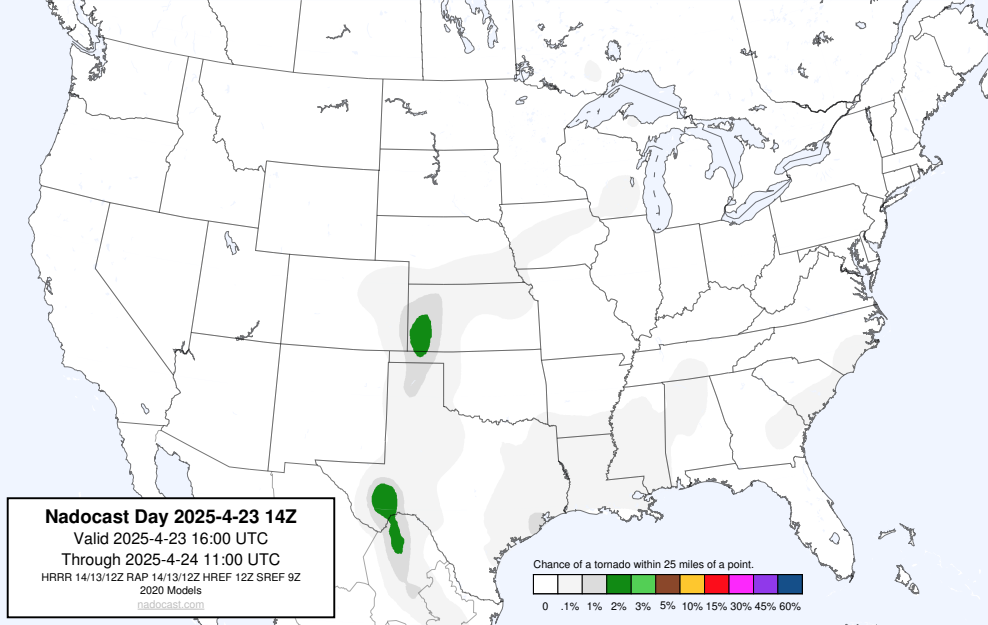 Nadocast Day 2025-4-23 14Z
Valid 2025-4-23 16:00 UTC
Through 2025-4-24 11:00 UTC
HRRR 14/13/12Z RAP 14/13/12Z HREF 12Z SREF 9Z
2020 Models
nadocast.com
Chance of a tornado within 25 miles of a point.
0 .1% 1% 2% 3% 5% 10% 15% 30% 45% 60%